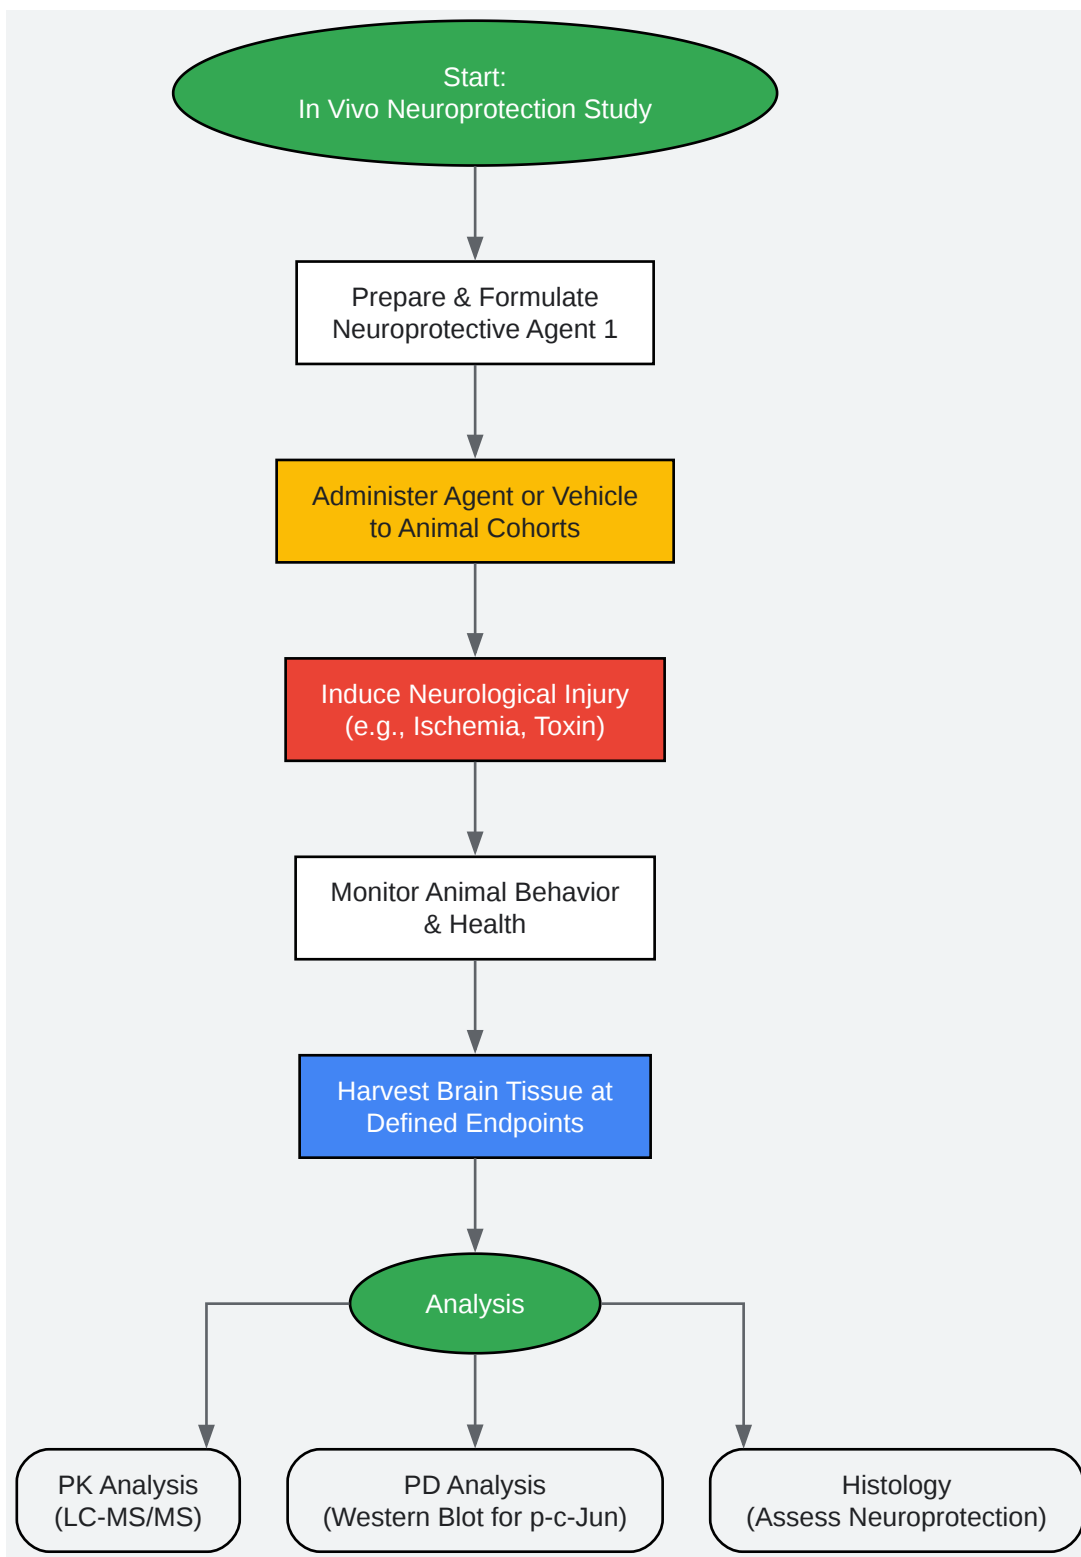 Start:
In Vivo Neuroprotection Study
Prepare & Formulate
Neuroprotective Agent 1
Administer Agent or Vehicle
to Animal Cohorts
Induce Neurological Injury
(e.g., Ischemia, Toxin)
Monitor Animal Behavior
& Health
Harvest Brain Tissue at
Defined Endpoints
Analysis
PK Analysis
(LC-MS/MS)
PD Analysis
(Western Blot for p-c-Jun)
Histology
(Assess Neuroprotection)